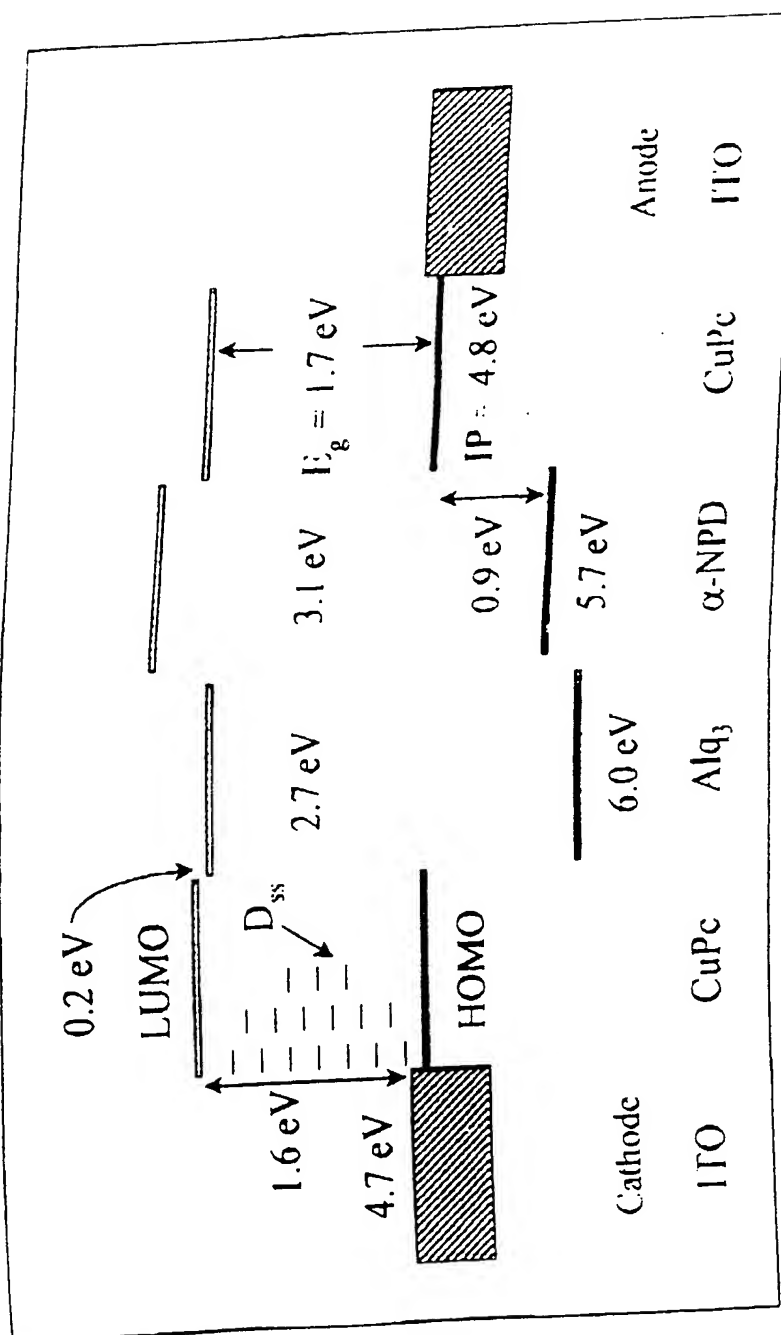 0.2 eV
LUMO
1.6 eV
D_ss
2.7 eV
3.1 eV
E_g = 1.7 eV
4.7 eV
HOMO
0.9 eV
IP = 4.8 eV
6.0 eV
5.7 eV
Cathode
Anode
ITO
CuPc
Alq₃
α-NPD
CuPc
ITO